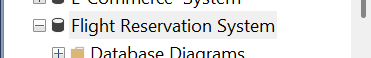 E-Commerce System
Flight Reservation System
Database Diagrams